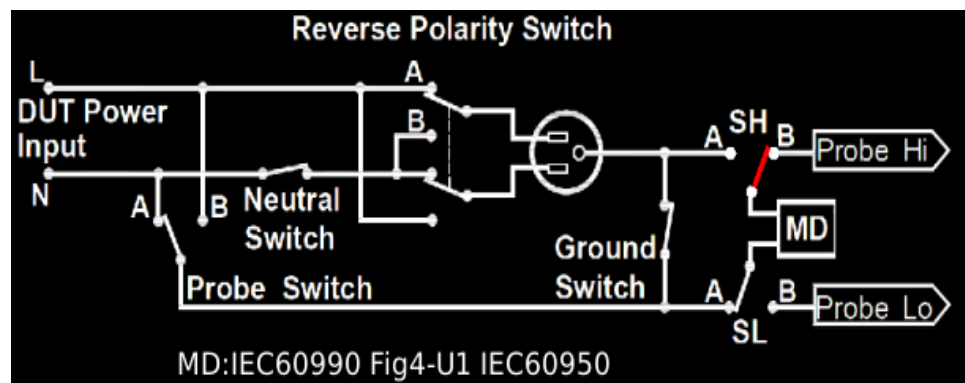 Reverse Polarity Switch
L
A
DUT Power
Input
B
SH
A
B
Probe Hi
N
A
B
Neutral
Switch
MD
Ground
Switch
Probe Switch
A
B
Probe Lo
SL
MD:IEC60990 Fig4-U1 IEC60950